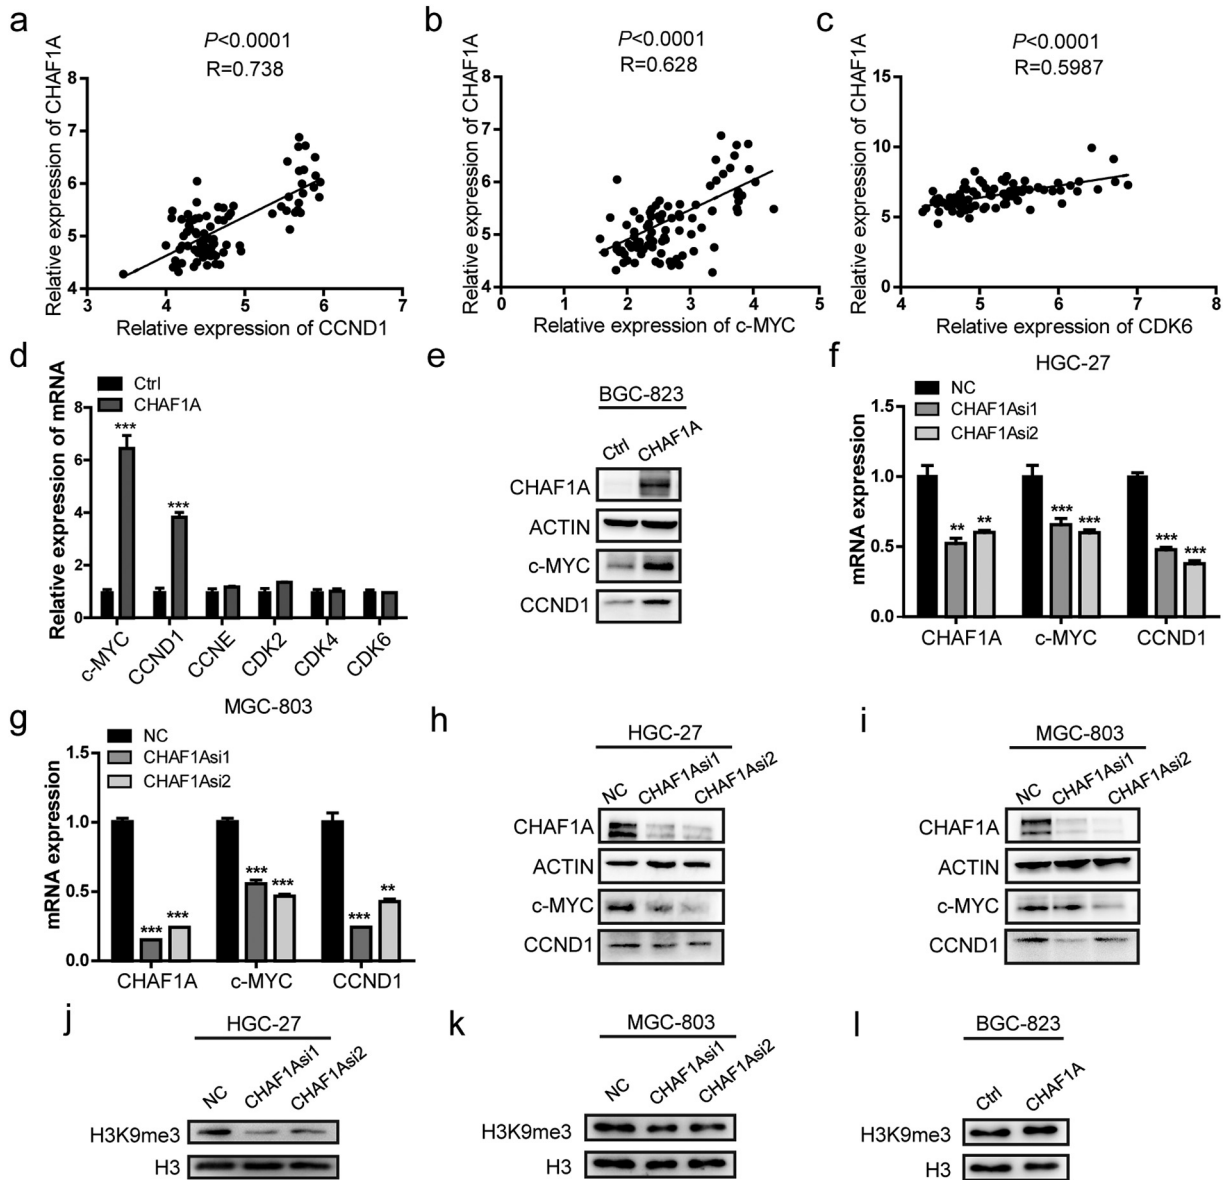 a
P<0.0001
R=0.738
Relative expression of CHAF1A
8
7
6
5
4
3 4 5 6 7
Relative expression of CCND1
b
P<0.0001
R=0.628
Relative expression of CHAF1A
8
7
6
5
4
0 1 2 3 4 5
Relative expression of c-MYC
c
P<0.0001
R=0.5987
Relative expression of CHAF1A
15
10
5
0
4 5 6 7 8
Relative expression of CDK6
d
Ctrl
CHAF1A
Relative expression of mRNA
8
6
4
2
0
***
***
c-MYC CCND1 CCNE CDK2 CDK4 CDK6
e
BGC-823
Ctrl CHAF1A
CHAF1A
ACTIN
c-MYC
CCND1
f
HGC-27
NC
CHAF1Asi1
CHAF1Asi2
mRNA expression
1.5
1.0
0.5
0.0
** ** *** *** *** ***
CHAF1A c-MYC CCND1
g
MGC-803
NC
CHAF1Asi1
CHAF1Asi2
mRNA expression
1.5
1.0
0.5
0.0
*** *** *** *** *** **
CHAF1A c-MYC CCND1
h
HGC-27
NC CHAF1Asi1 CHAF1Asi2
CHAF1A
ACTIN
c-MYC
CCND1
i
MGC-803
NC CHAF1Asi1 CHAF1Asi2
CHAF1A
ACTIN
c-MYC
CCND1
j
HGC-27
NC CHAF1Asi1 CHAF1Asi2
H3K9me3
H3
k
MGC-803
NC CHAF1Asi1 CHAF1Asi2
H3K9me3
H3
l
BGC-823
Ctrl CHAF1A
H3K9me3
H3